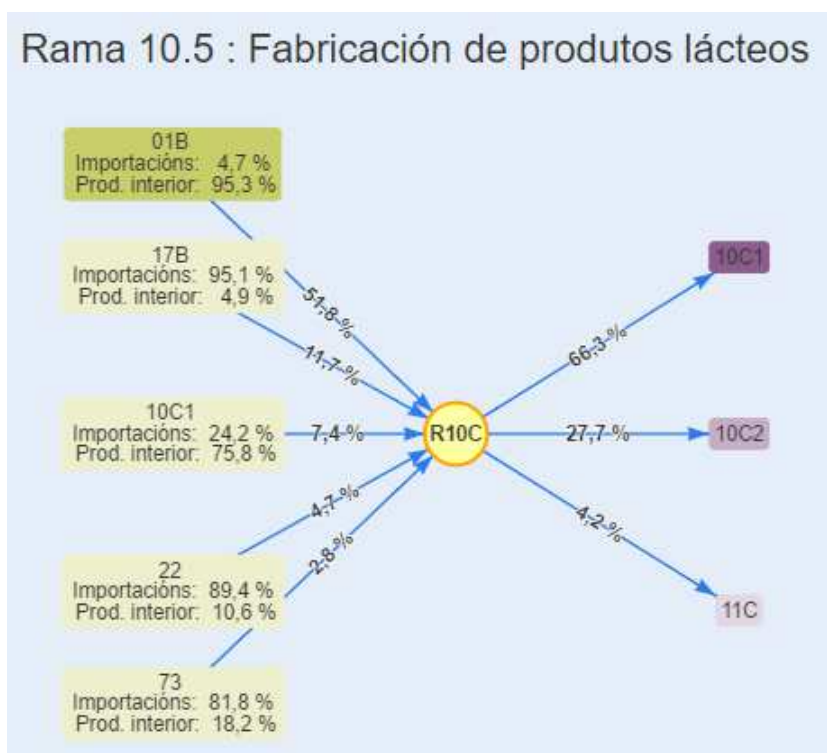 Rama 10.5 : Fabricación de produtos lácteos
01B
Importacións: 4,7 %
Prod. interior: 95,3 %
17B
Importacións: 95,1 %
Prod. interior: 4,9 %
10C1
Importacións: 24,2 %
Prod. interior: 75,8 %
22
Importacións: 89,4 %
Prod. interior: 10,6 %
73
Importacións: 81,8 %
Prod. interior: 18,2 %
51,8 %
11,7 %
7,4 %
4,7 %
2,8 %
R10C
66,3 %
27,7 %
4,2 %
10C1
10C2
11C